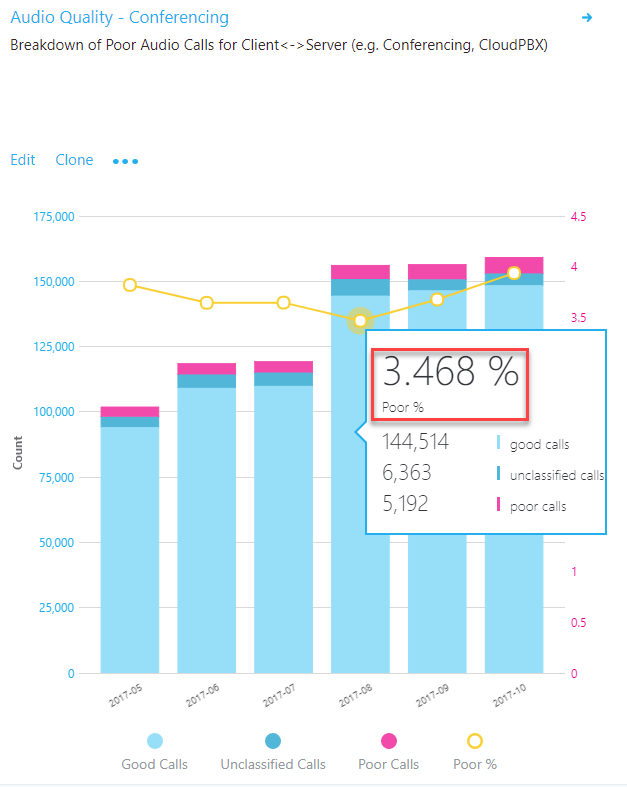 Audio Quality - Conferencing
Breakdown of Poor Audio Calls for Client<->Server (e.g. Conferencing, CloudPBX)
Edit Clone
175,000 4.5
4
150,000
3.5
125,000
3.468 %
Poor %
100,000
144,514 good calls
6,363 unclassified calls
5,192 poor calls
Count
75,000
50,000
1
25,000
0.5
0 0
2017-05 2017-06 2017-07 2017-08 2017-09 2017-10
Good Calls Unclassified Calls Poor Calls Poor %